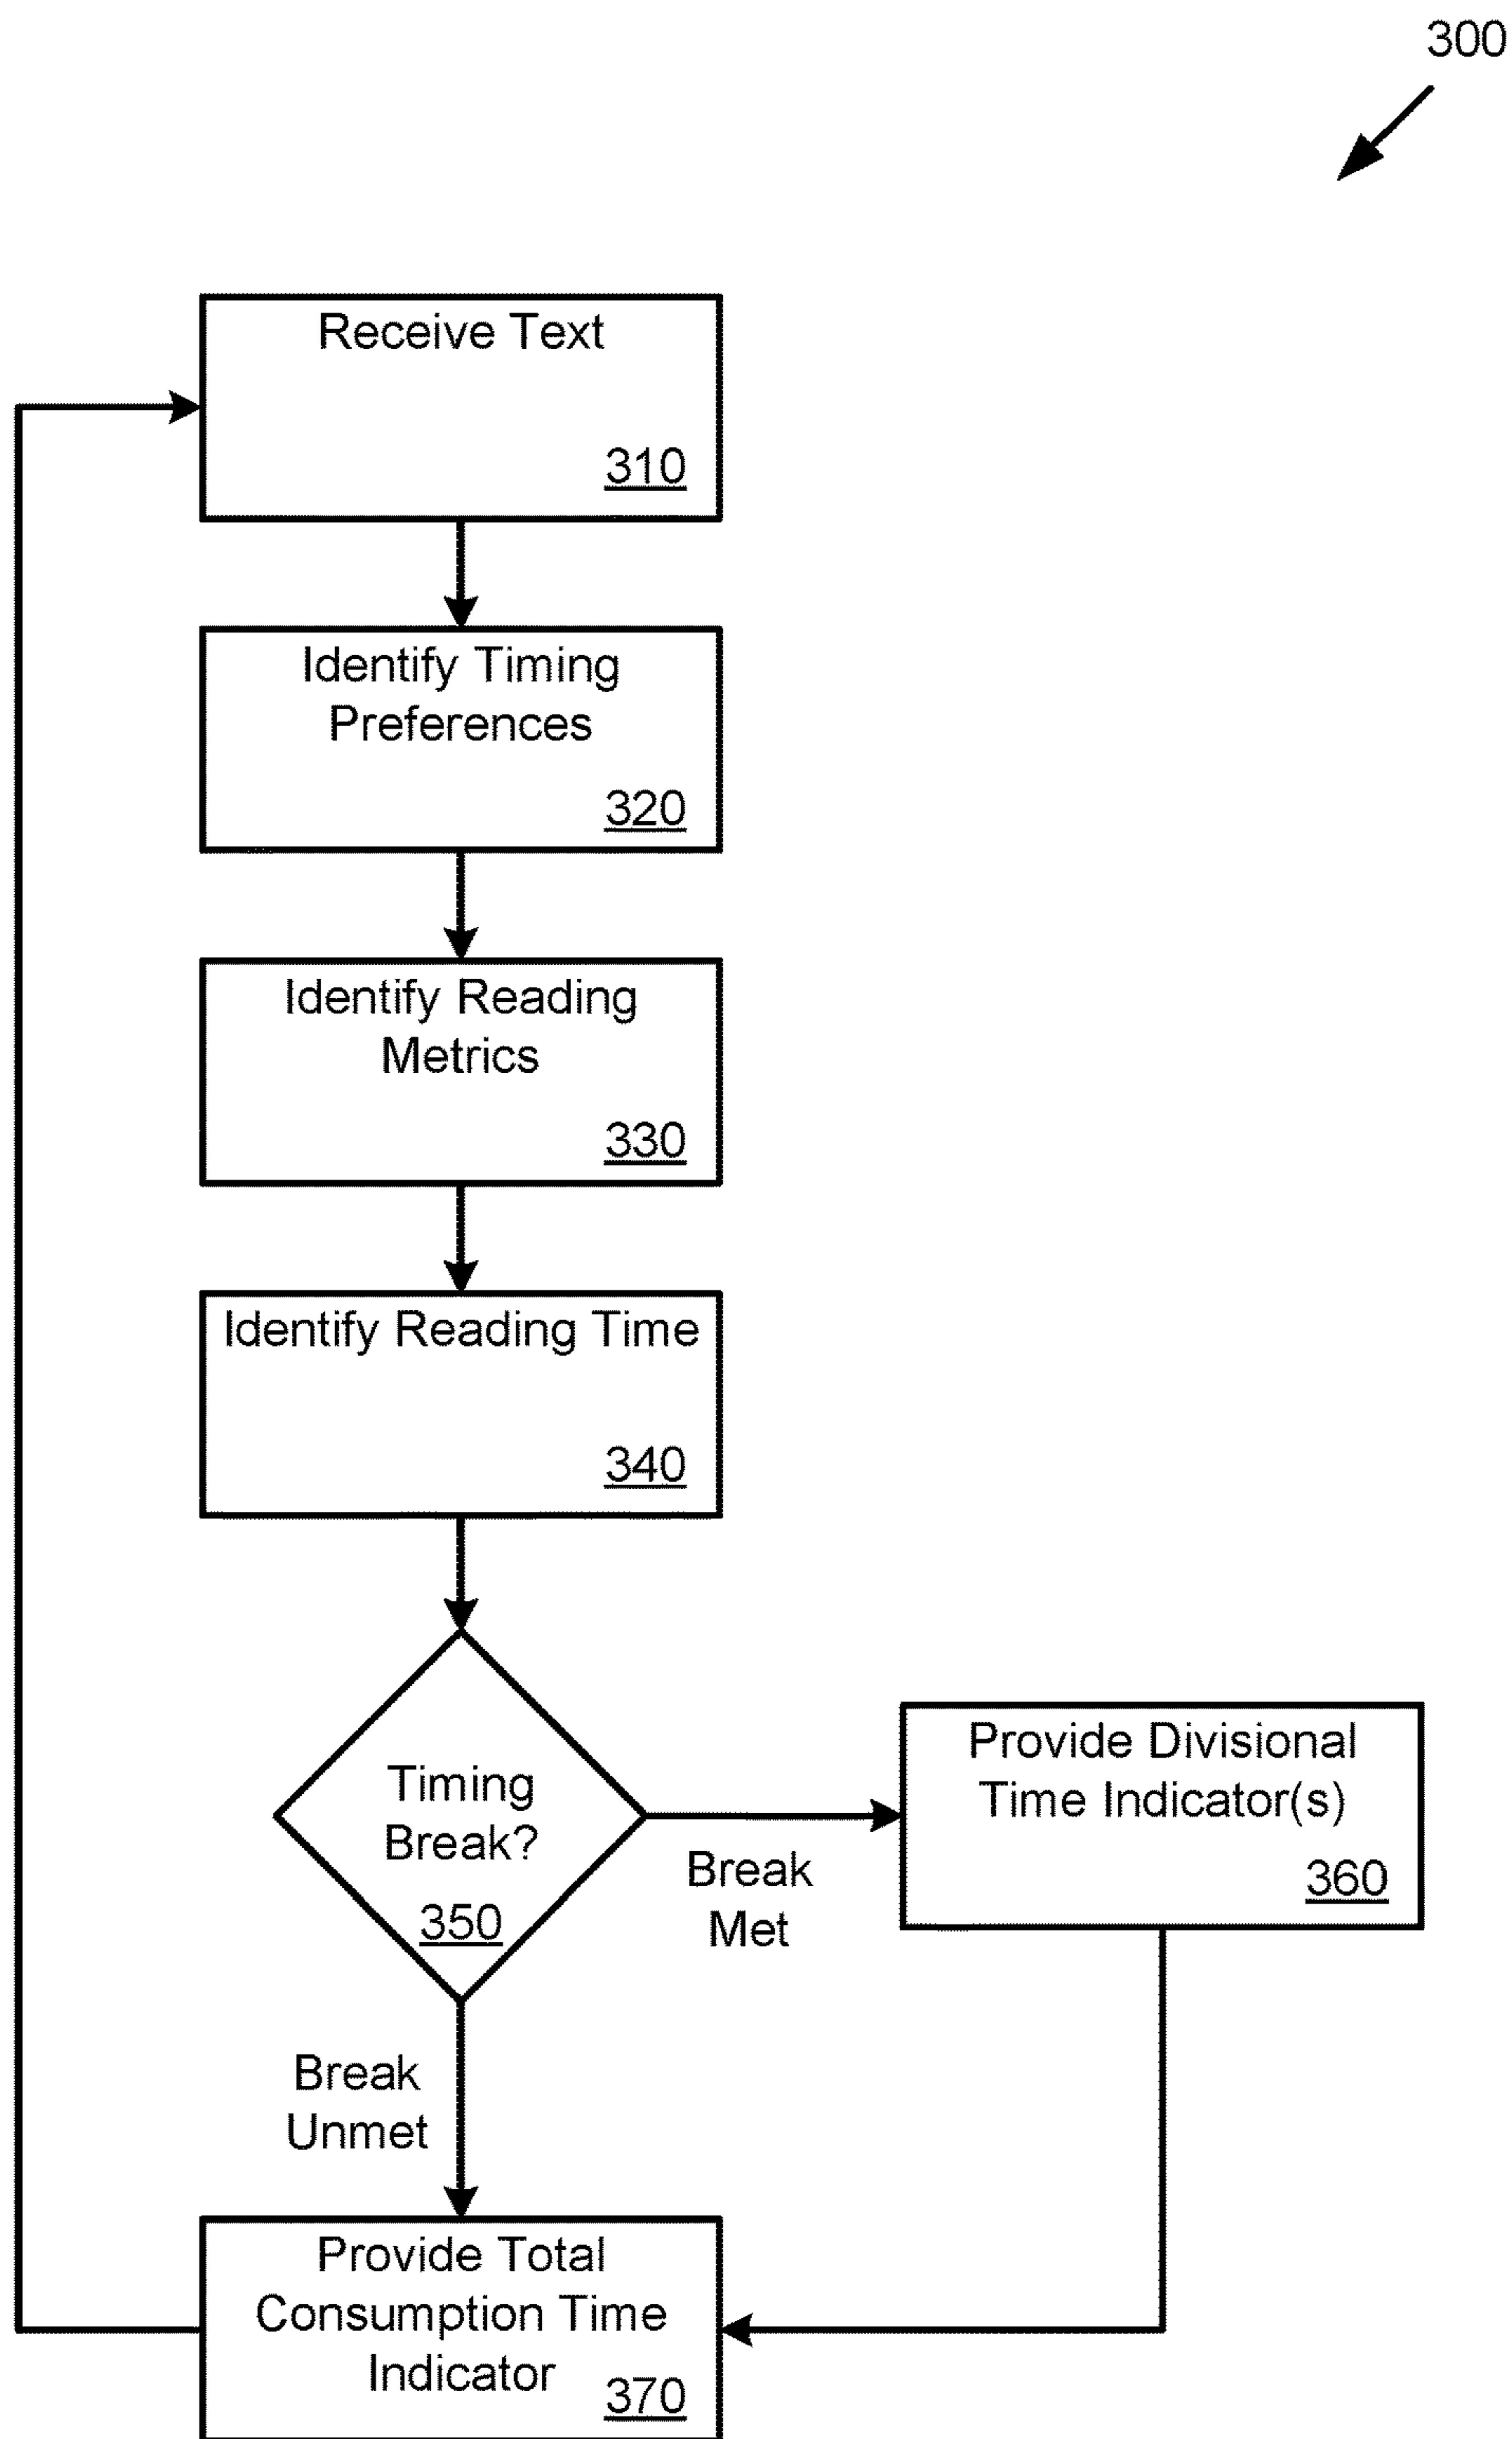 300
Receive Text
310
Identify Timing
Preferences
320
Identify Reading
Metrics
330
Identify Reading Time
340
Timing
Break?
350
Break
Met
Provide Divisional
Time Indicator(s)
360
Break
Unmet
Provide Total
Consumption Time
Indicator
370